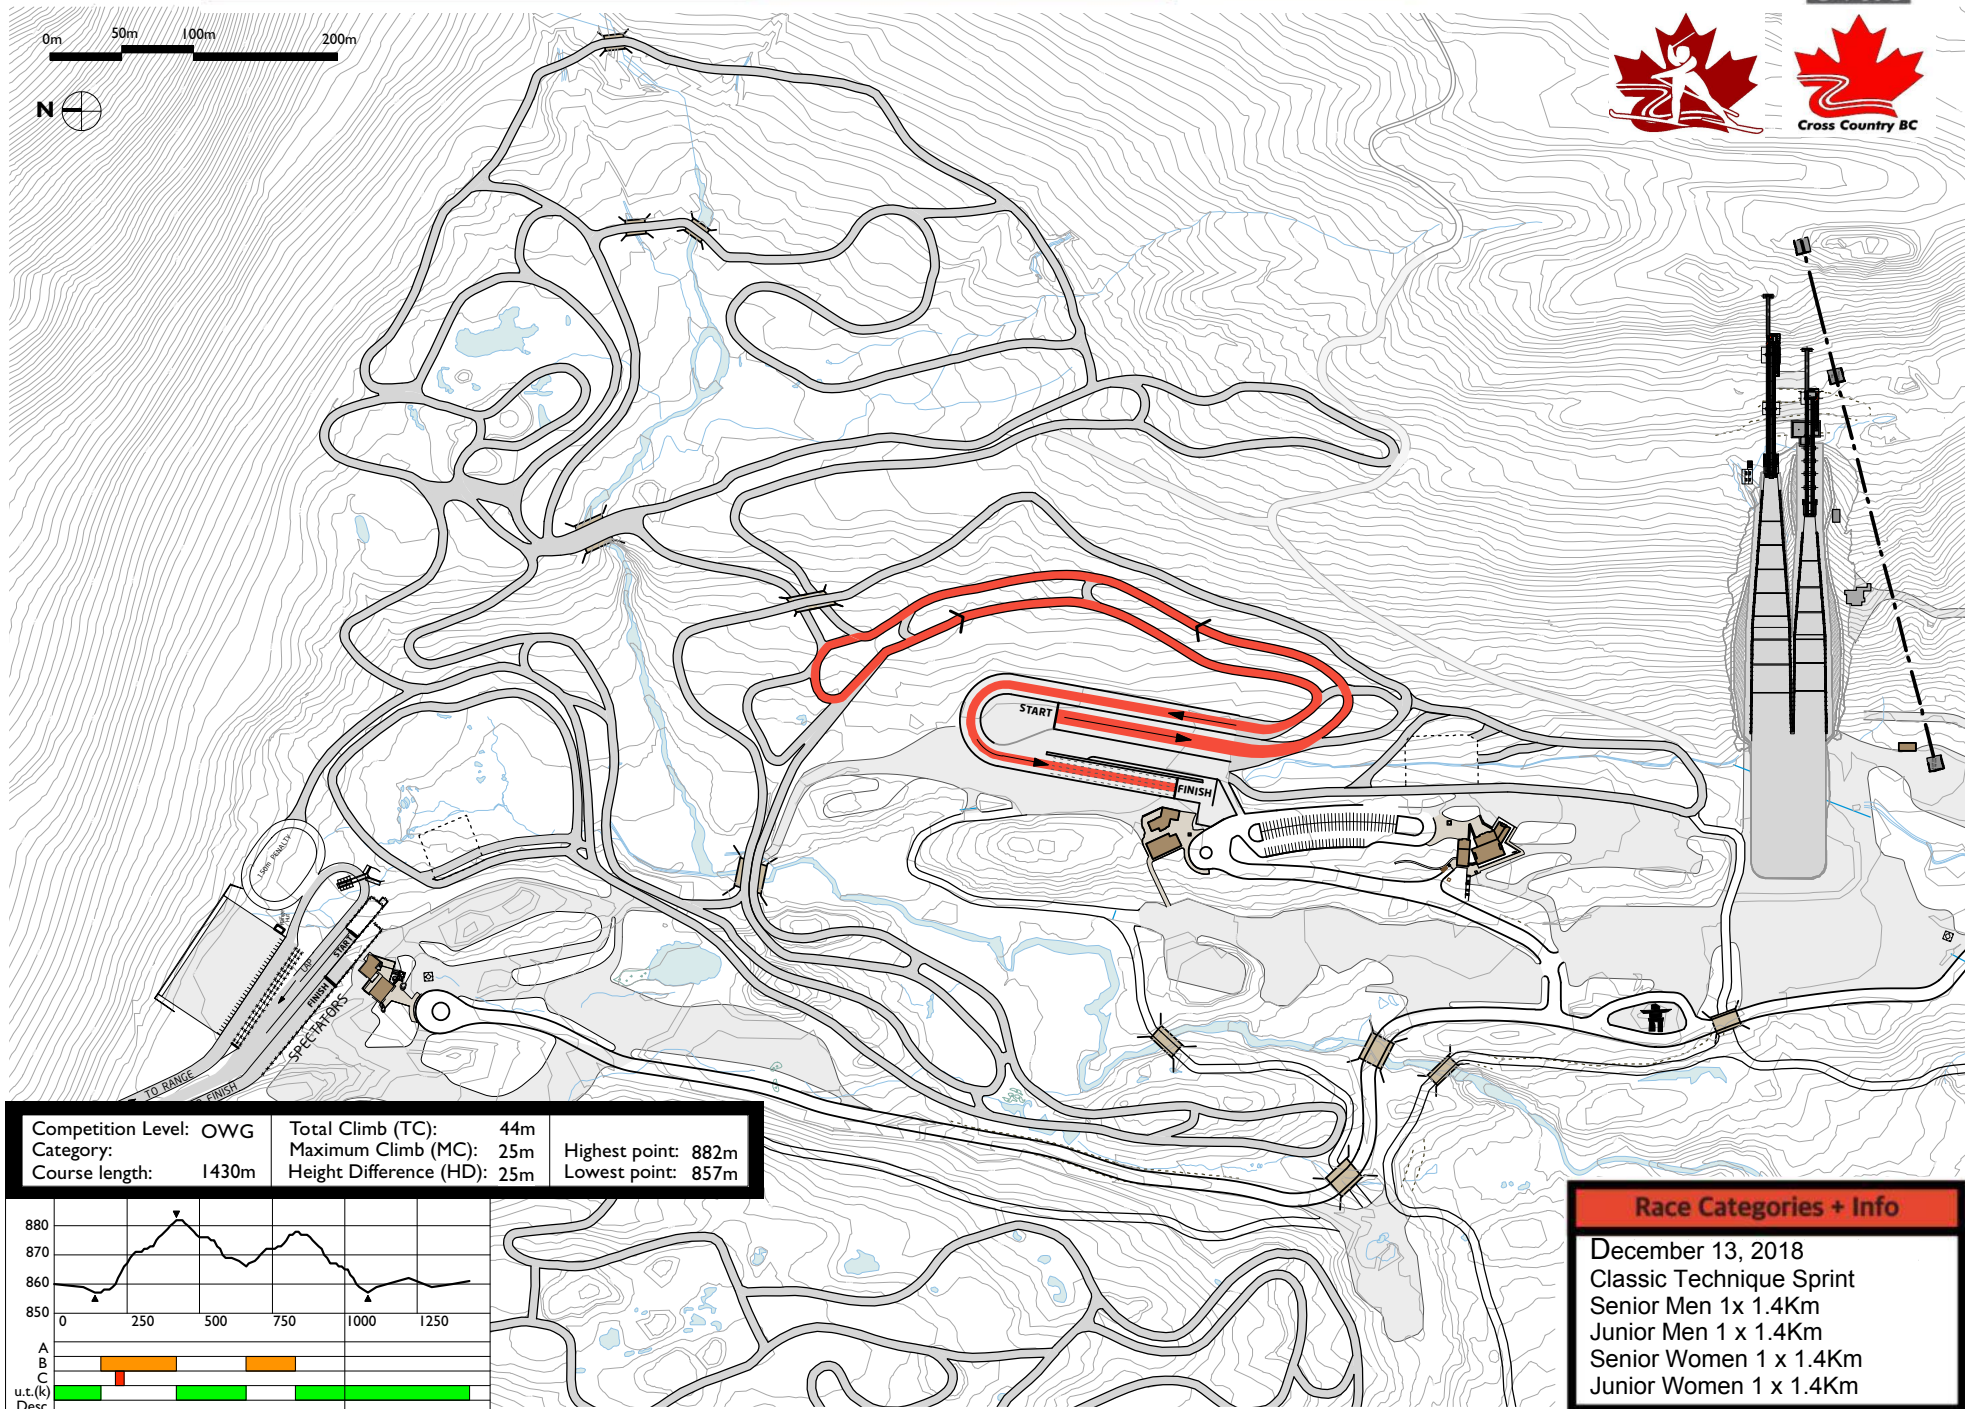 0m 50m 100m 200m
N
Cross Country BC
START
FINISH
150m PENALTY
START
LAP
FINISH
SPECTATORS
TO RANGE
FINISH
Competition Level: OWG
Category:
Course length: 1430m
Total Climb (TC): 44m
Maximum Climb (MC): 25m
Height Difference (HD): 25m
Highest point: 882m
Lowest point: 857m
880
870
860
850
0 250 500 750 1000 1250
A
B
C
u.t.(k)
Desc
Race Categories + Info
December 13, 2018
Classic Technique Sprint
Senior Men 1x 1.4Km
Junior Men 1 x 1.4Km
Senior Women 1 x 1.4Km
Junior Women 1 x 1.4Km